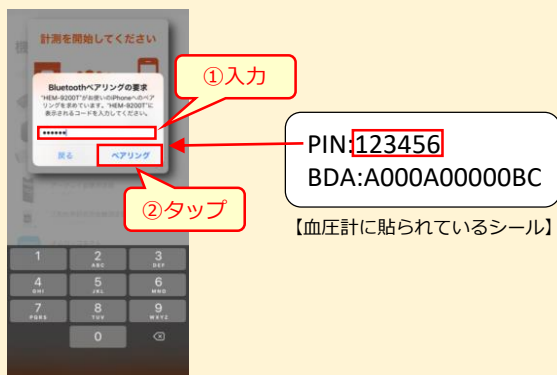 計測を開始してください
Bluetoothペアリングの要求
"HEM-9200T"がお使いのiPhoneへのペア
リングを求めています。"HEM-9200T"に
表示されるコードを入力してください。
••••••
戻る
ペアリング
①入力
②タップ
PIN:123456
BDA:A000A00000BC
【血圧計に貼られているシール】
1
2
ABC
3
DEF
4
GHI
5
JKL
6
MNO
7
PQRS
8
TUV
9
WXYZ
0